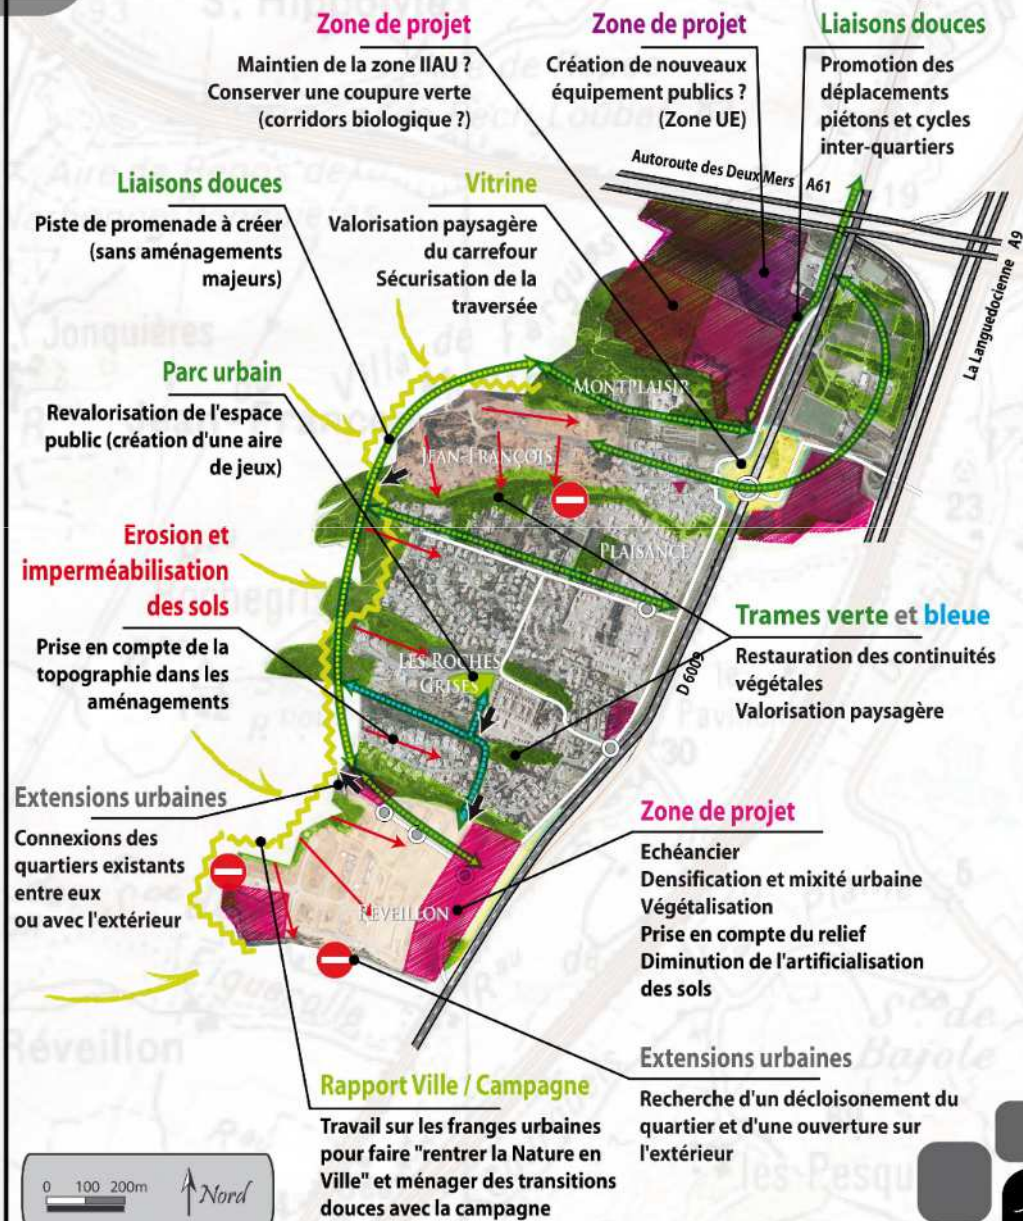 Zone de projet
Maintien de la zone IIAU ?
Conserver une coupure verte
(corridors biologique ?)
Zone de projet
Création de nouveaux
équipement publics ?
(Zone UE)
Liaisons douces
Promotion des
déplacements
piétons et cycles
inter-quartiers
Autoroute des Deux Mers A61
La Languedocienne A9
19
Liaisons douces
Piste de promenade à créer
(sans aménagements
majeurs)
Vitrine
Valorisation paysagère
du carrefour
Sécurisation de la
traversée
Jonquières
Parc urbain
Revalorisation de l'espace
public (création d'une aire
de jeux)
MONTPLAISIR
JEAN-FRANÇOIS
PLAISANCE
23
Erosion et
imperméabilisation
des sols
Prise en compte de la
topographie dans les
aménagements
LES ROCHES
GRISES
D 6009
Trames verte et bleue
Restauration des continuités
végétales
Valorisation paysagère
30
Extensions urbaines
Connexions des
quartiers existants
entre eux
ou avec l'extérieur
REVEILLON
Zone de projet
Echéancier
Densification et mixité urbaine
Végétalisation
Prise en compte du relief
Diminution de l'artificialisation
des sols
5
Réveillon
Bajole
Rapport Ville / Campagne
Travail sur les franges urbaines
pour faire "rentrer la Nature en
Ville" et ménager des transitions
douces avec la campagne
Extensions urbaines
Recherche d'un décloisonement du
quartier et d'une ouverture sur
l'extérieur
les Pesqu
0 100 200m
Nord